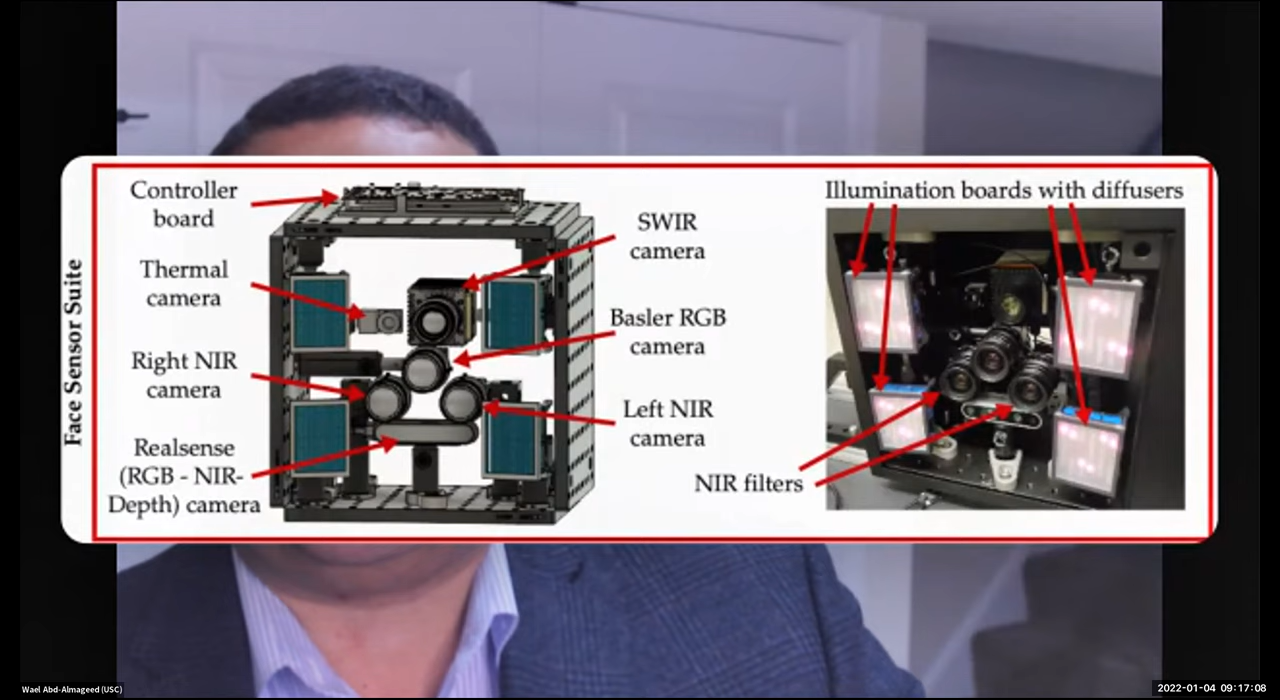 Face Sensor Suite
Controller
board
Thermal
camera
Right NIR
camera
Realsense
(RGB - NIR-
Depth) camera
SWIR
camera
Basler RGB
camera
Left NIR
camera
Illumination boards with diffusers
NIR filters
Wael Abd-Almageed (USC)
2022-01-04 09:17:08